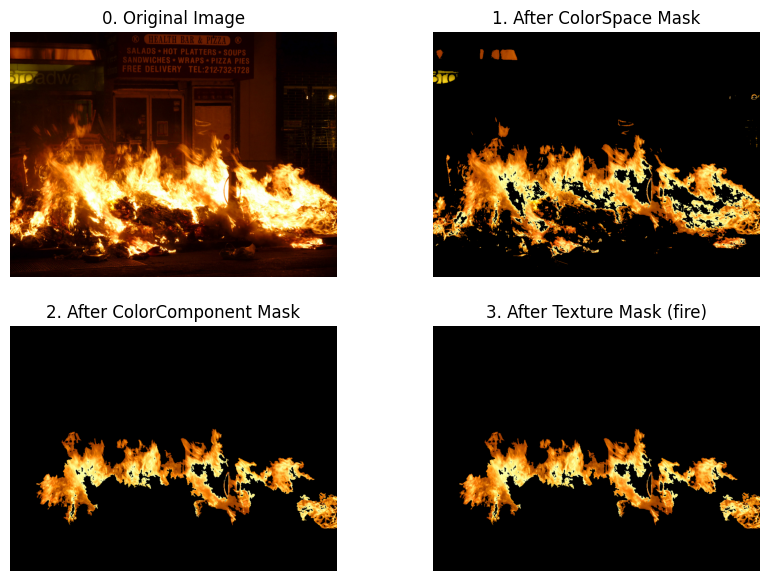 0. Original Image
1. After ColorSpace Mask
HEALTH BAR & PIZZA
SALADS • HOT PLATTERS • SOUPS
SANDWICHES • WRAPS • PIZZA PIES
FREE DELIVERY TEL:212-732-1728
Broadway
Bro
2. After ColorComponent Mask
3. After Texture Mask (fire)